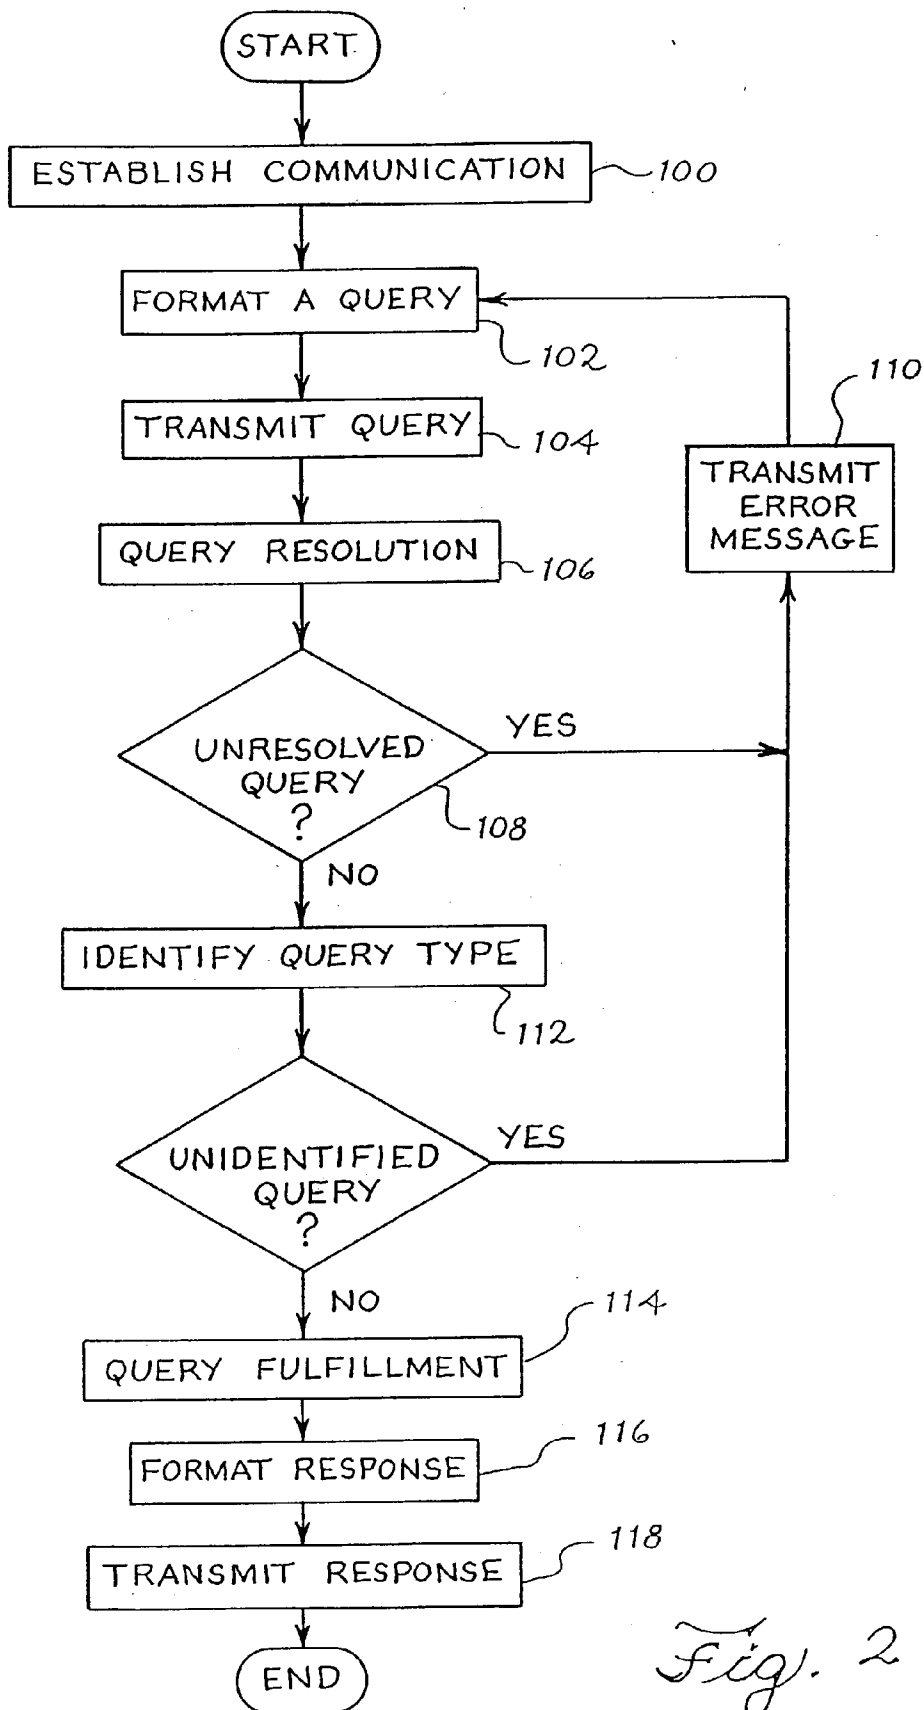 START
ESTABLISH COMMUNICATION
100
FORMAT A QUERY
102
110
TRANSMIT QUERY
104
TRANSMIT
ERROR
MESSAGE
QUERY RESOLUTION
106
YES
UNRESOLVED
QUERY
?
108
NO
IDENTIFY QUERY TYPE
112
YES
UNIDENTIFIED
QUERY
?
NO
114
QUERY FULFILLMENT
116
FORMAT RESPONSE
118
TRANSMIT RESPONSE
END
Fig. 2